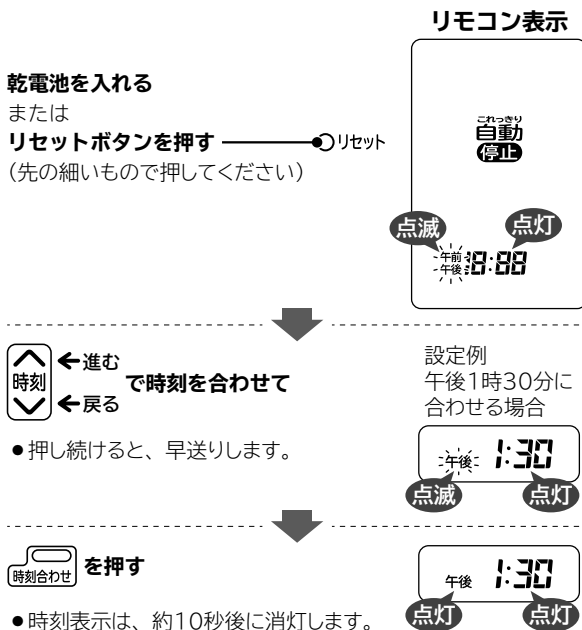 リモコン表示
乾電池を入れる
または
リセットボタンを押す
リセット
(先の細いもので押してください)
これっきり
自動
停止
点滅
点灯
午前
午後
18:88
進む
時刻
戻る
で時刻を合わせて
●押し続けると、早送りします。
設定例
午後1時30分に
合わせる場合
午後 1:30
点滅
点灯
時刻合わせ
を押す
●時刻表示は、約10秒後に消灯します。
午後 1:30
点灯
点灯